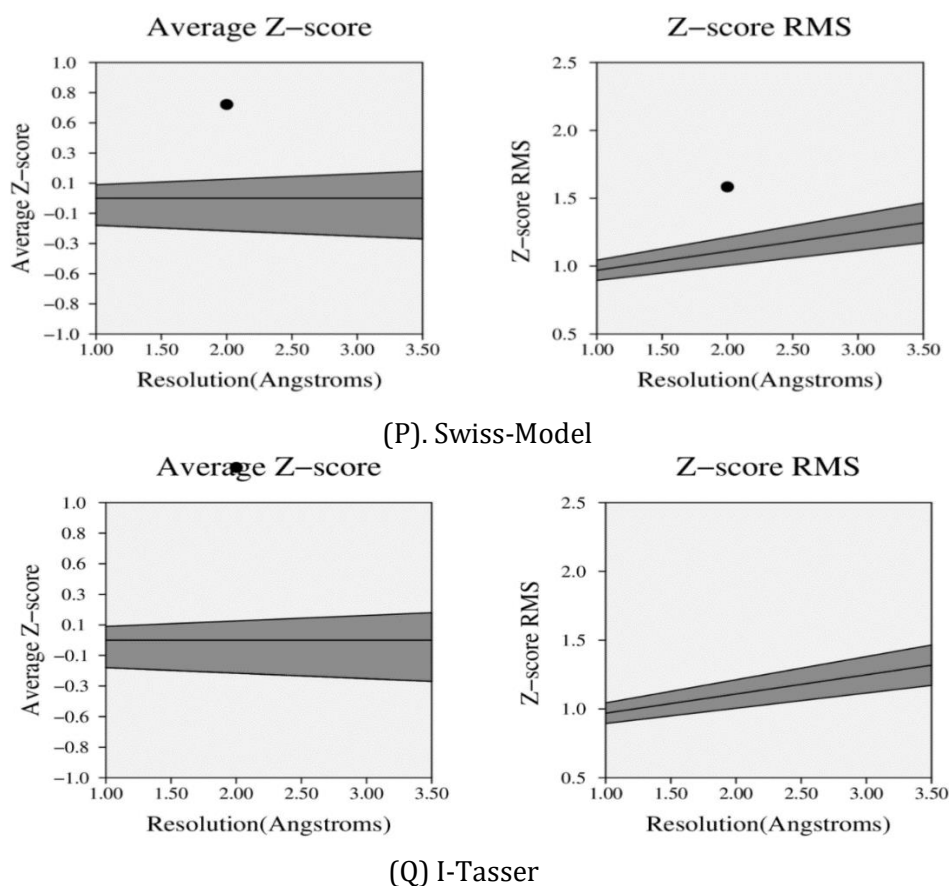 Average Z−score
Z−score RMS
Average Z−score
1.0
0.8
0.6
0.3
0.1
−0.1
−0.3
−0.6
−0.8
−1.0
1.00 1.50 2.00 2.50 3.00 3.50
Resolution(Angstroms)
Z−score RMS
2.5
2.0
1.5
1.0
0.5
1.00 1.50 2.00 2.50 3.00 3.50
Resolution(Angstroms)
(P). Swiss-Model
Average Z−score
Z−score RMS
Average Z−score
1.0
0.8
0.6
0.3
0.1
−0.1
−0.3
−0.6
−0.8
−1.0
1.00 1.50 2.00 2.50 3.00 3.50
Resolution(Angstroms)
Z−score RMS
2.5
2.0
1.5
1.0
0.5
1.00 1.50 2.00 2.50 3.00 3.50
Resolution(Angstroms)
(Q) I-Tasser